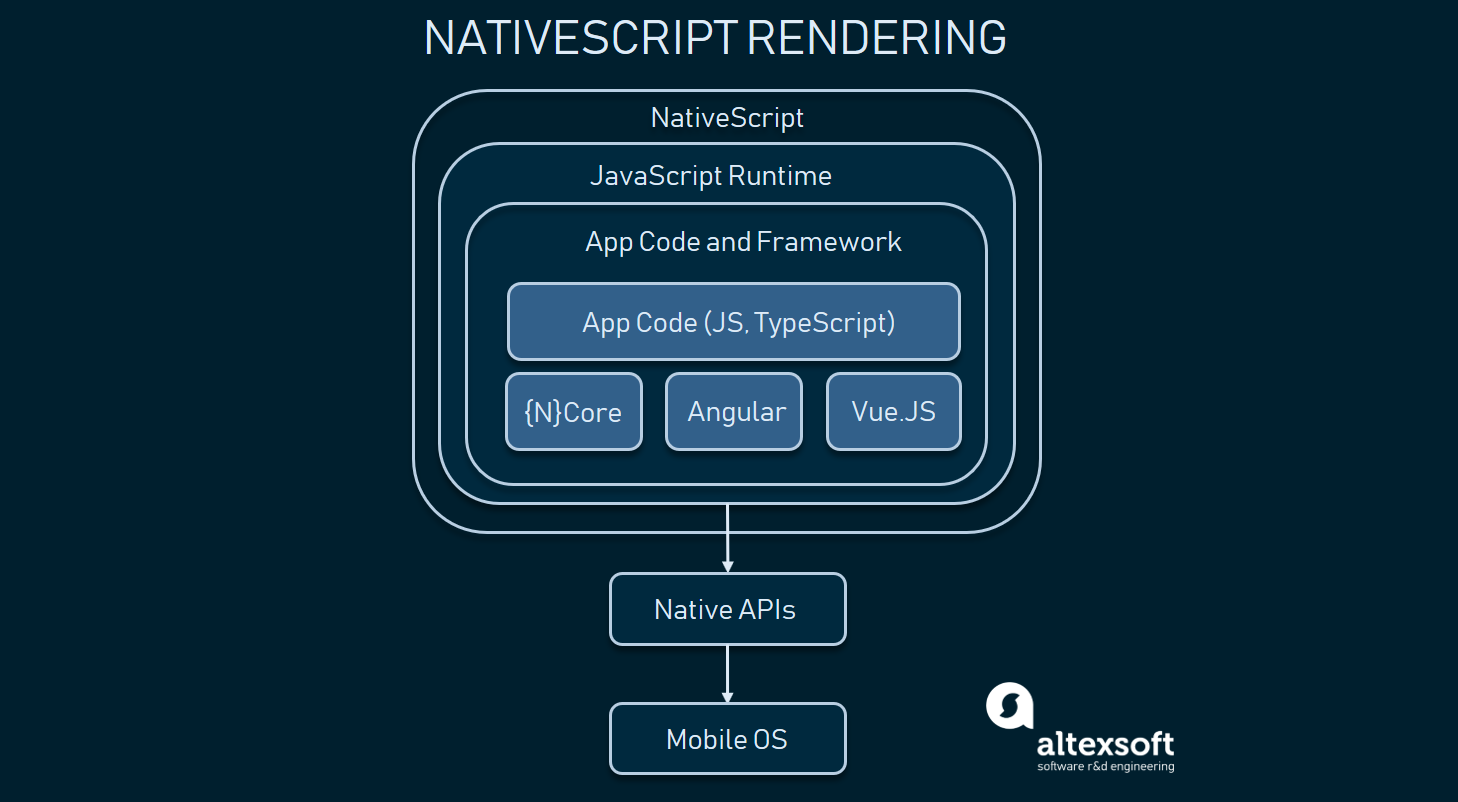 NATIVESCRIPT RENDERING
NativeScript
JavaScript Runtime
App Code and Framework
App Code (JS, TypeScript)
{N}Core
Angular
Vue.JS
Native APIs
Mobile OS
altexsoft
software r&d engineering